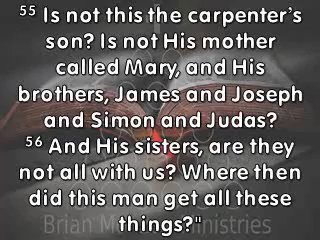 55 Is not this the carpenter's
son? Is not His mother
called Mary, and His
brothers, James and Joseph
and Simon and Judas?
56 And His sisters, are they
not all with us? Where then
did this man get all these
things?"
Brian M ministries